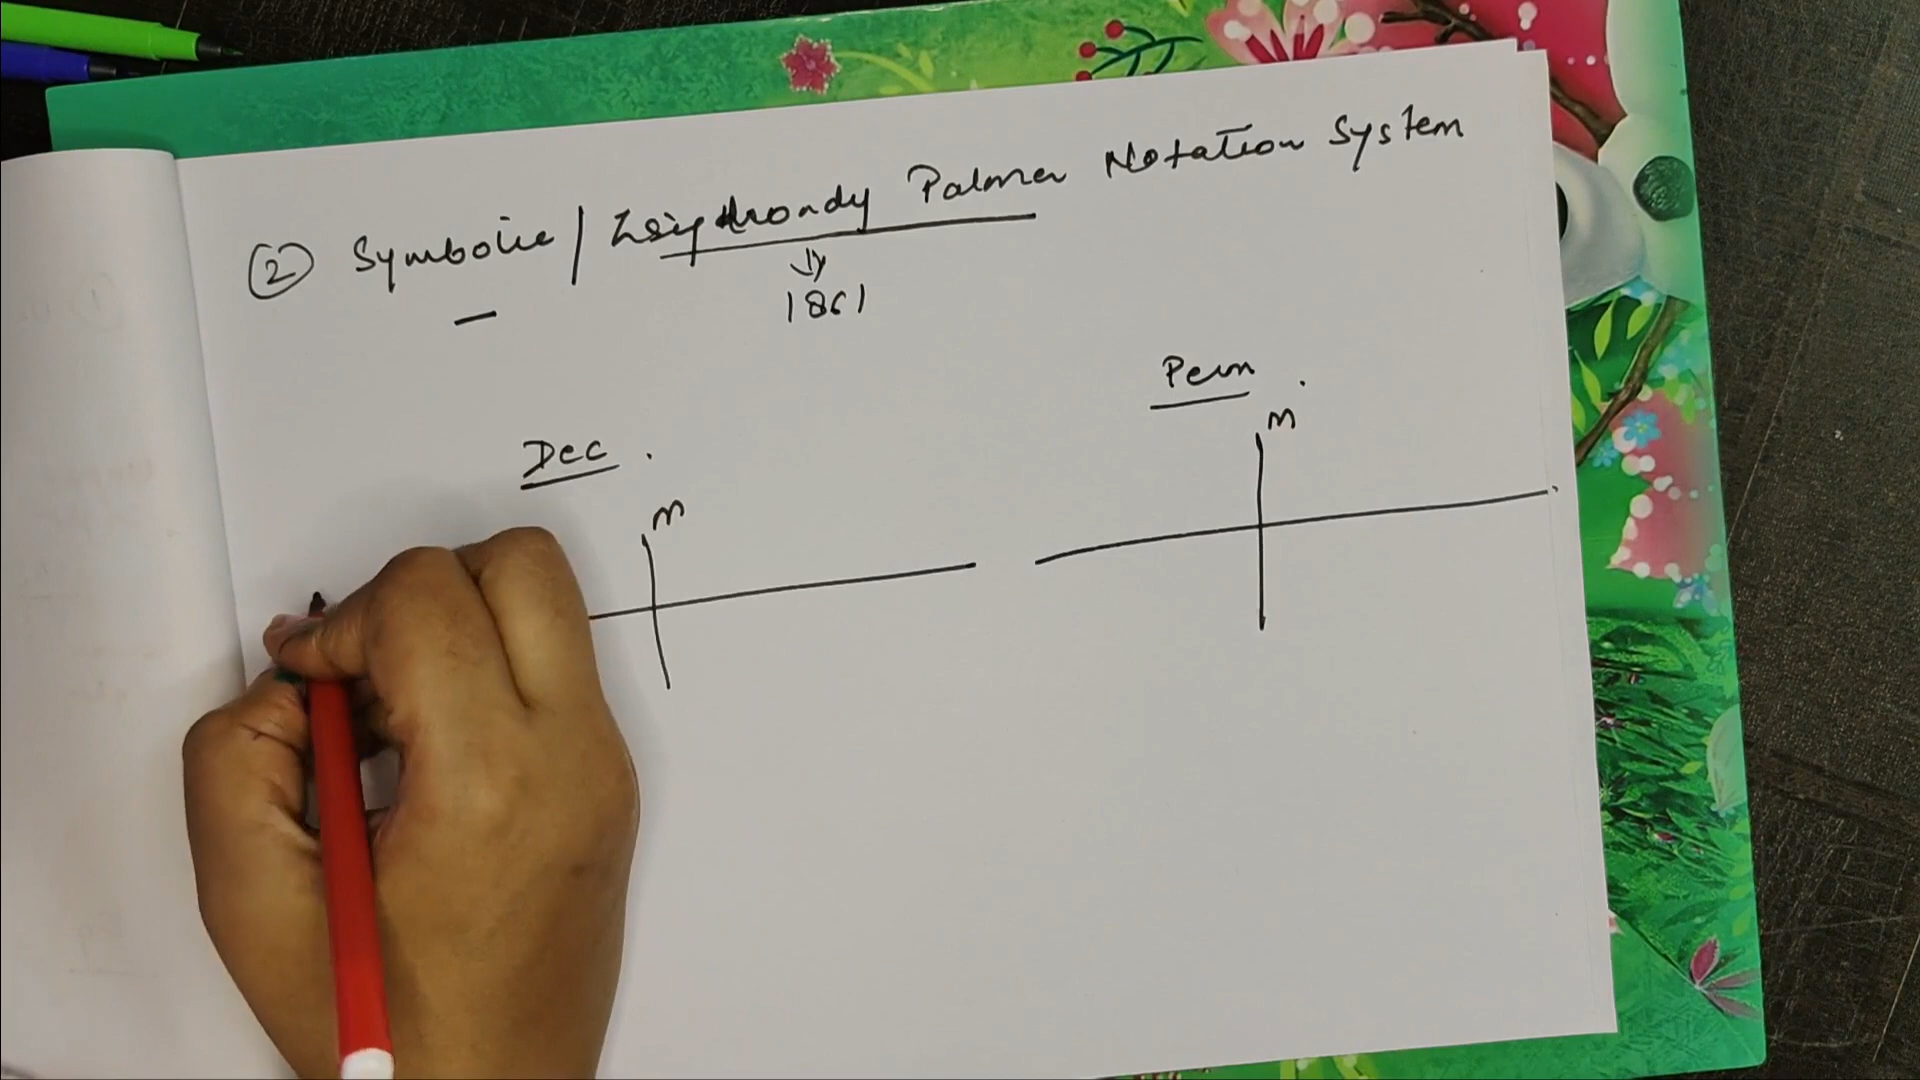 ② Symbolic / Zsigmondy Palmer Notation System
1861
Perm.
m
Dec.
m